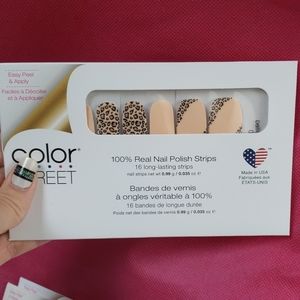 Easy Peel &
Apply
Faciles à Décoller
et à Appliquer
color
REET
100% Real Nail Polish Strips
16 long-lasting strips
nail strips net wt 0.99 g / 0.035 oz e
Made in USA
Fabriquées aux
ÉTATS-UNIS
Bandes de vernis
à ongles véritable à 100%
16 bandes de longue durée
Poids net des bandes de vernis 0.99 g / 0.035 oz e